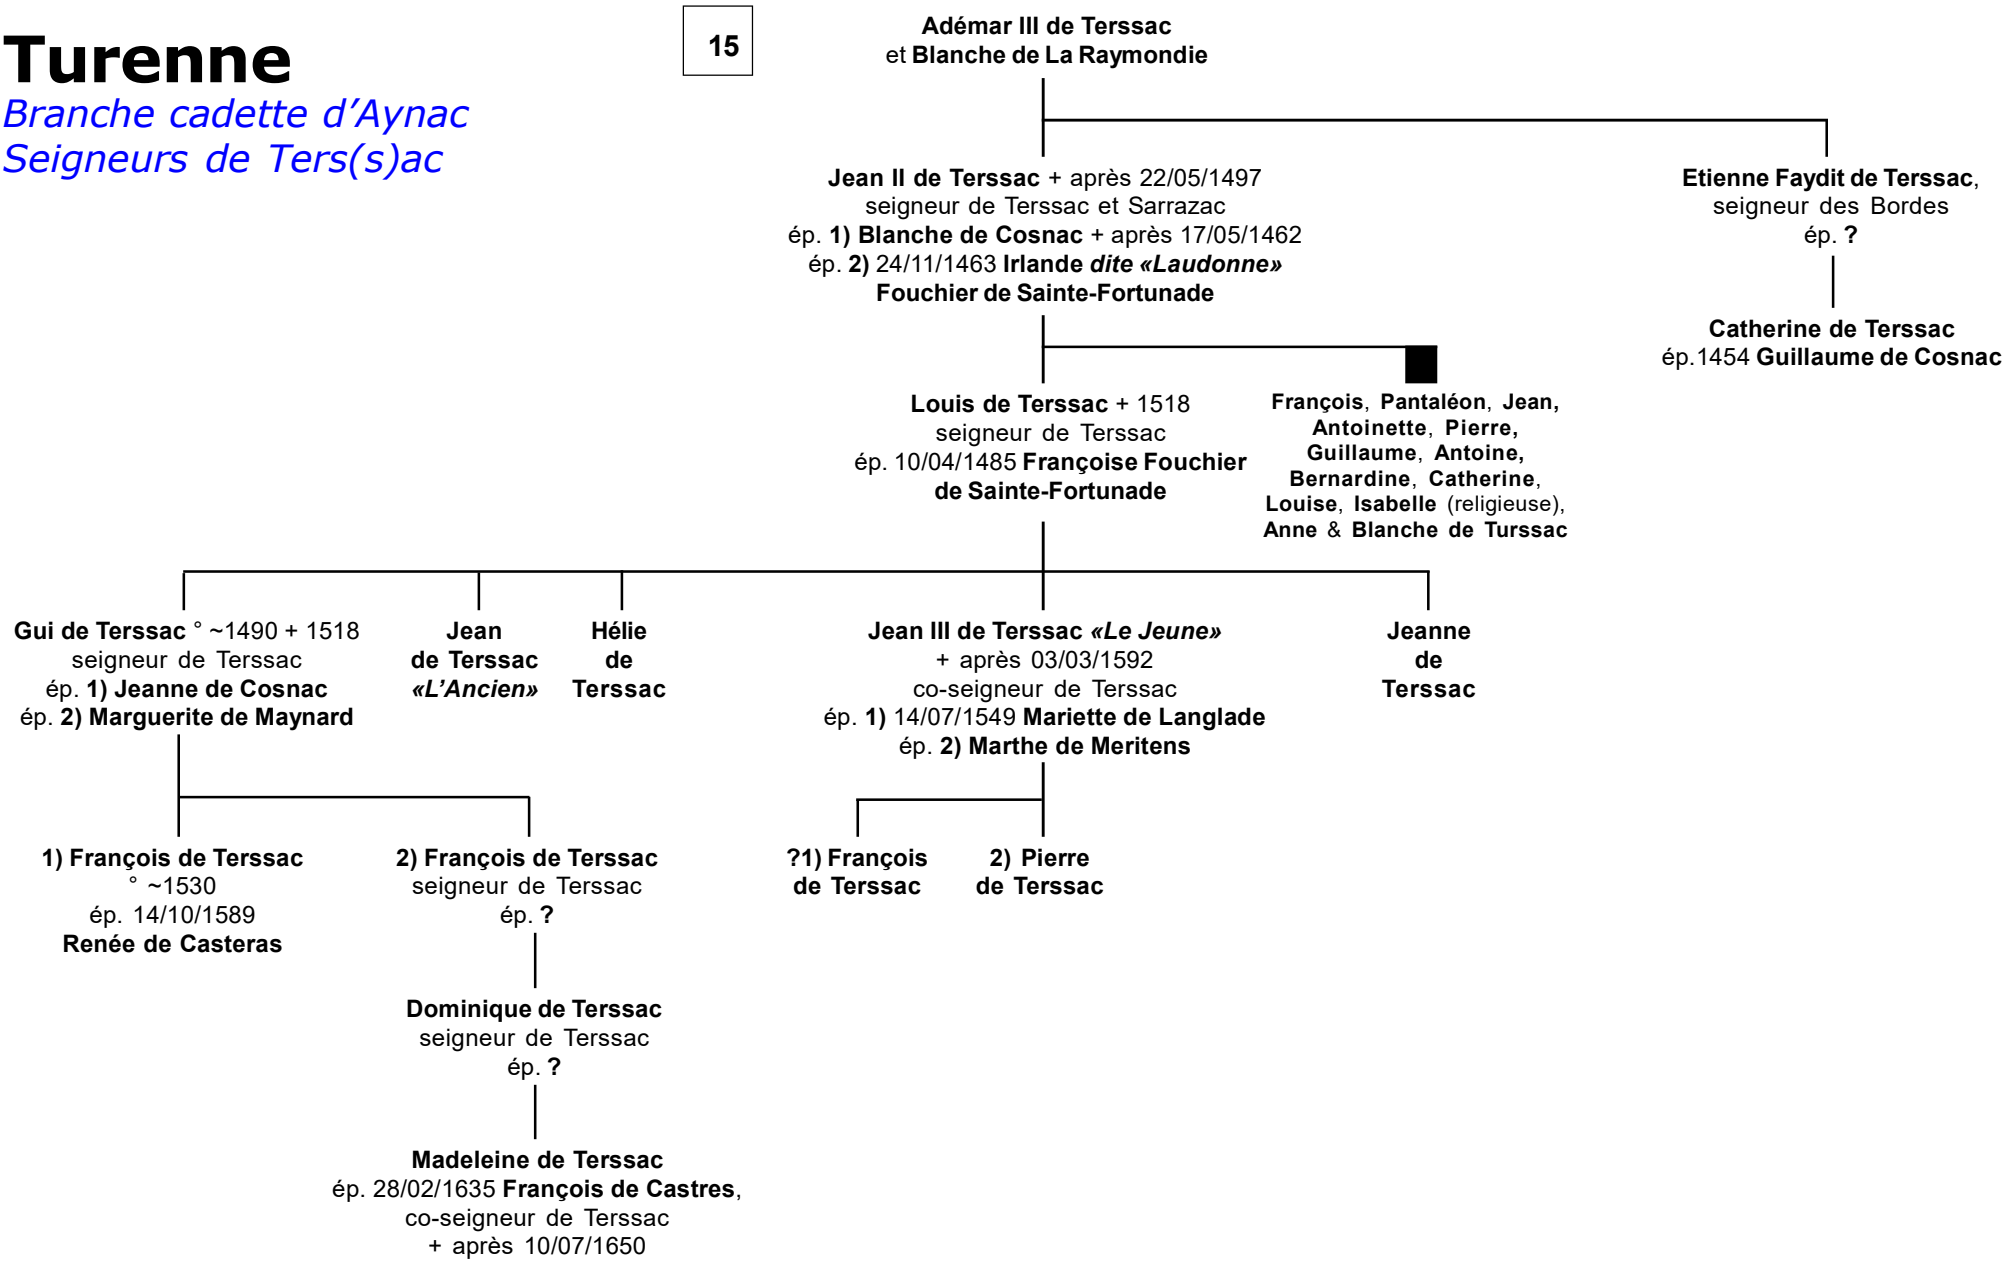 Turenne
Branche cadette d’Aynac
Seigneurs de Ters(s)ac
15
Adémar III de Terssac
et Blanche de La Raymondie
Jean II de Terssac + après 22/05/1497
seigneur de Terssac et Sarrazac
ép. 1) Blanche de Cosnac + après 17/05/1462
ép. 2) 24/11/1463 Irlande dite «Laudonne»
Fouchier de Sainte-Fortunade
Etienne Faydit de Terssac,
seigneur des Bordes
ép. ?
Catherine de Terssac
ép.1454 Guillaume de Cosnac
Louis de Terssac + 1518
seigneur de Terssac
ép. 10/04/1485 Françoise Fouchier
de Sainte-Fortunade
François, Pantaléon, Jean,
Antoinette, Pierre,
Guillaume, Antoine,
Bernardine, Catherine,
Louise, Isabelle (religieuse),
Anne & Blanche de Turssac
Gui de Terssac ° ~1490 + 1518
seigneur de Terssac
ép. 1) Jeanne de Cosnac
ép. 2) Marguerite de Maynard
Jean
de Terssac
«L’Ancien»
Hélie
de
Terssac
Jean III de Terssac «Le Jeune»
+ après 03/03/1592
co-seigneur de Terssac
ép. 1) 14/07/1549 Mariette de Langlade
ép. 2) Marthe de Meritens
Jeanne
de
Terssac
1) François de Terssac
° ~1530
ép. 14/10/1589
Renée de Casteras
2) François de Terssac
seigneur de Terssac
ép. ?
?1) François
de Terssac
2) Pierre
de Terssac
Dominique de Terssac
seigneur de Terssac
ép. ?
Madeleine de Terssac
ép. 28/02/1635 François de Castres,
co-seigneur de Terssac
+ après 10/07/1650